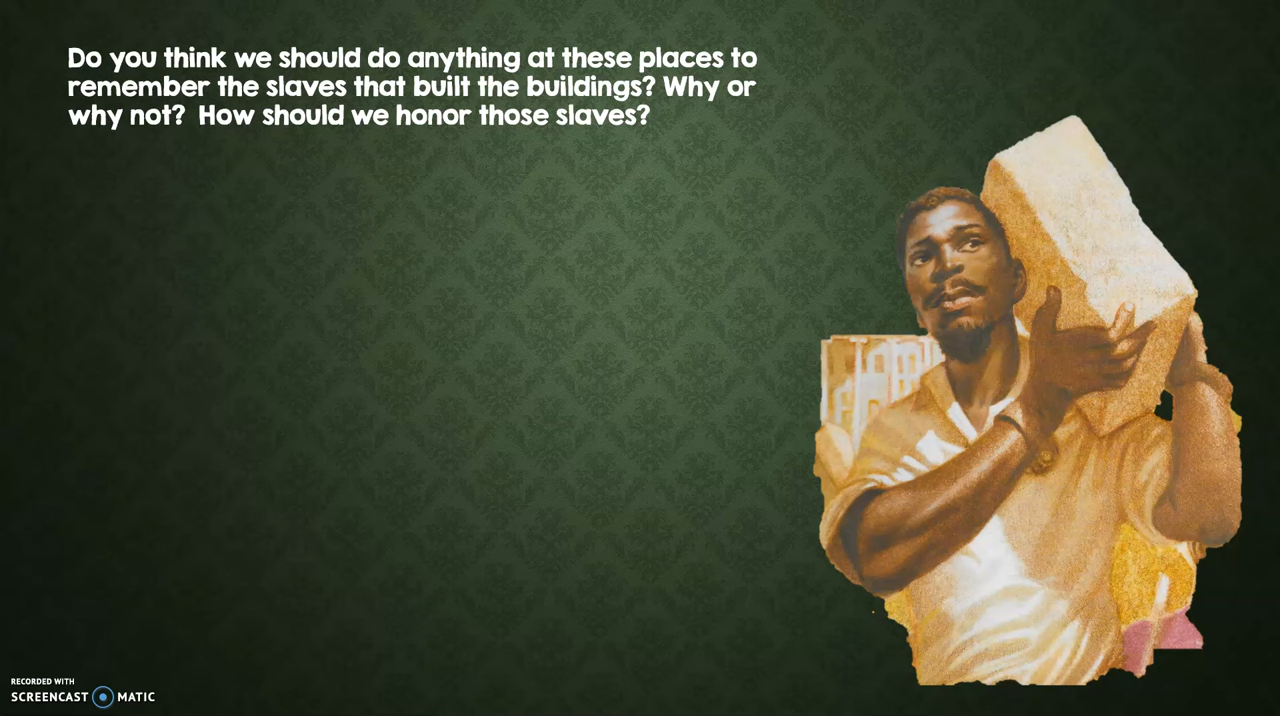 Do you think we should do anything at these places to
remember the slaves that built the buildings? Why or
why not?  How should we honor those slaves?
RECORDED WITH
SCREENCAST MATIC